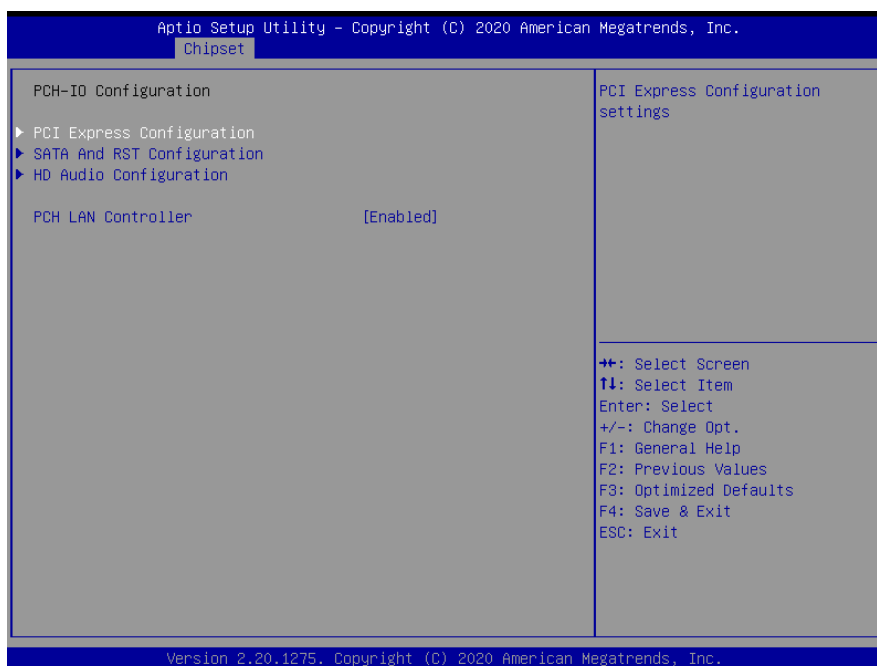 Aptio Setup Utility – Copyright (C) 2020 American Megatrends, Inc.
Chipset
PCH-IO Configuration
PCI Express Configuration
SATA And RST Configuration
HD Audio Configuration
PCH LAN Controller [Enabled]
PCI Express Configuration
settings
→←: Select Screen
↑↓: Select Item
Enter: Select
+/-: Change Opt.
F1: General Help
F2: Previous Values
F3: Optimized Defaults
F4: Save & Exit
ESC: Exit
Version 2.20.1275. Copyright (C) 2020 American Megatrends, Inc.